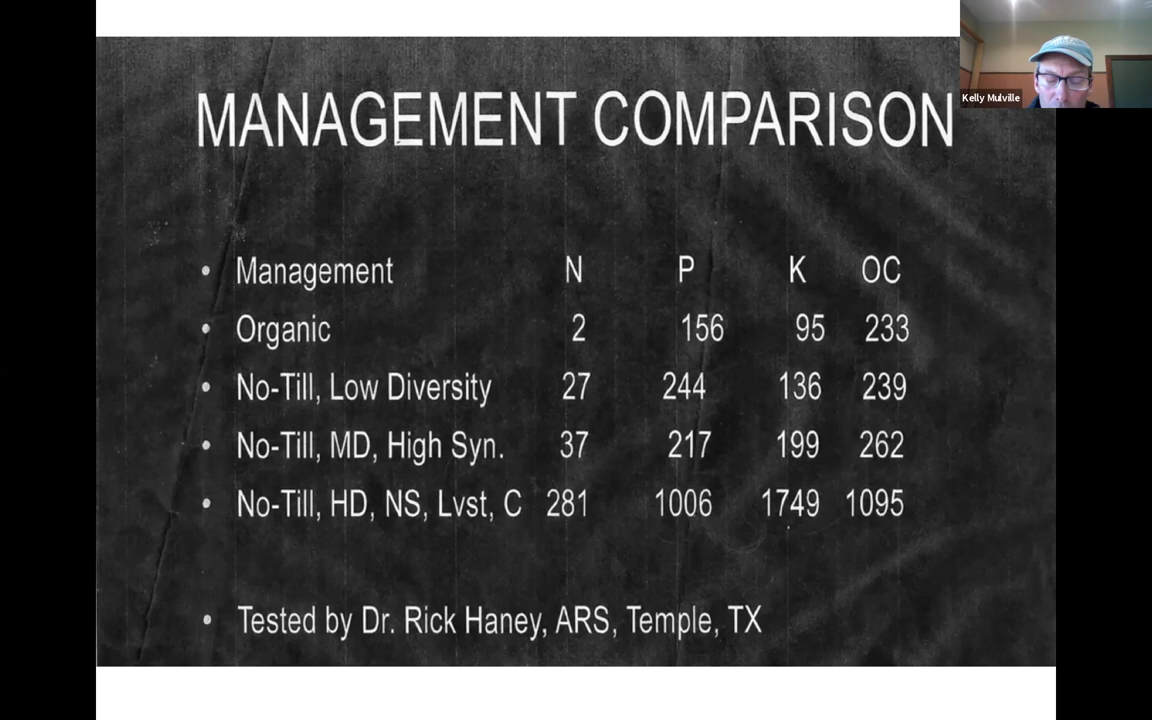 Kelly Mulville
MANAGEMENT COMPARISON
• Management N P K OC
• Organic 2 156 95 233
• No-Till, Low Diversity 27 244 136 239
• No-Till, MD, High Syn. 37 217 199 262
• No-Till, HD, NS, Lvst, C 281 1006 1749 1095
• Tested by Dr. Rick Haney, ARS, Temple, TX